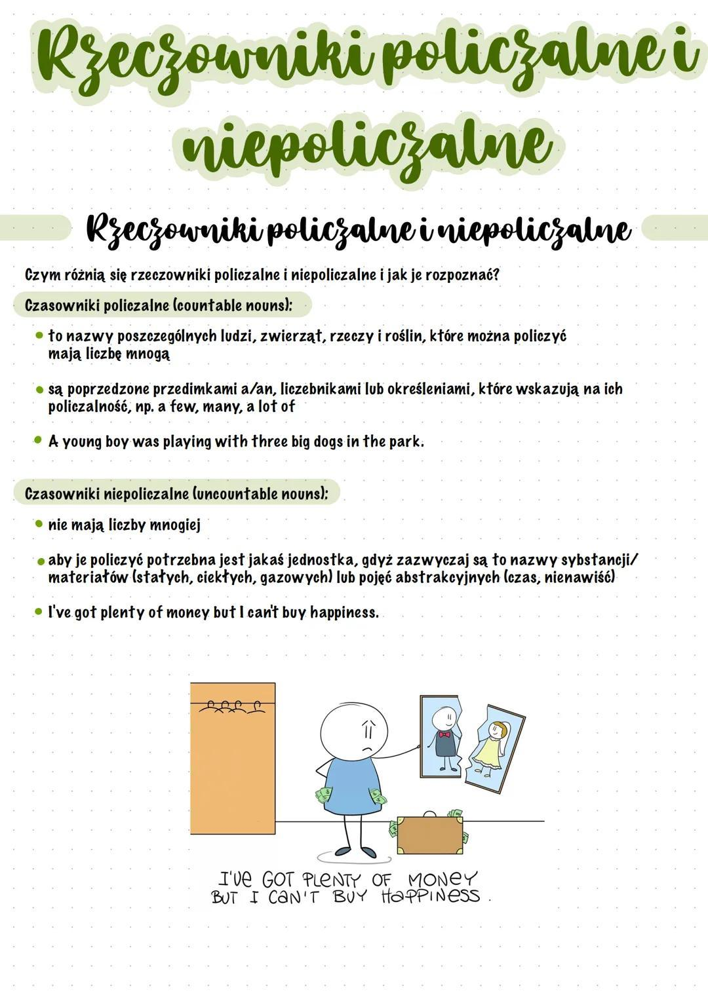 Rzeczowniki policzalne i
niepoliczalne
Rzeczowniki policzalne i niepoliczalne
Czym różnią się rzeczowniki policzalne i niepoliczalne i jak je rozpoznać?
Czasowniki policzalne (countable nouns):
to nazwy poszczególnych ludzi, zwierząt, rzeczy i roślin, które można policzyć
mają liczbę mnogą
są poprzedzone przedimkami a/an, liczebnikami lub określeniami, które wskazują na ich
policzalność, np. a few, many, a lot of
A young boy was playing with three big dogs in the park.
Czasowniki niepoliczalne (uncountable nouns):
nie mają liczby mnogiej
aby je policzyć potrzebna jest jakaś jednostka, gdyż zazwyczaj są to nazwy sybstancji/
materiałów (stałych, ciekłych, gazowych) lub pojęć abstrakcyjnych (czas, nienawiść)
I've got plenty of money but I can't buy happiness.
I'VE GOT PLENTY OF MONEY
BUT I CAN'T BUY HAPPINESS.